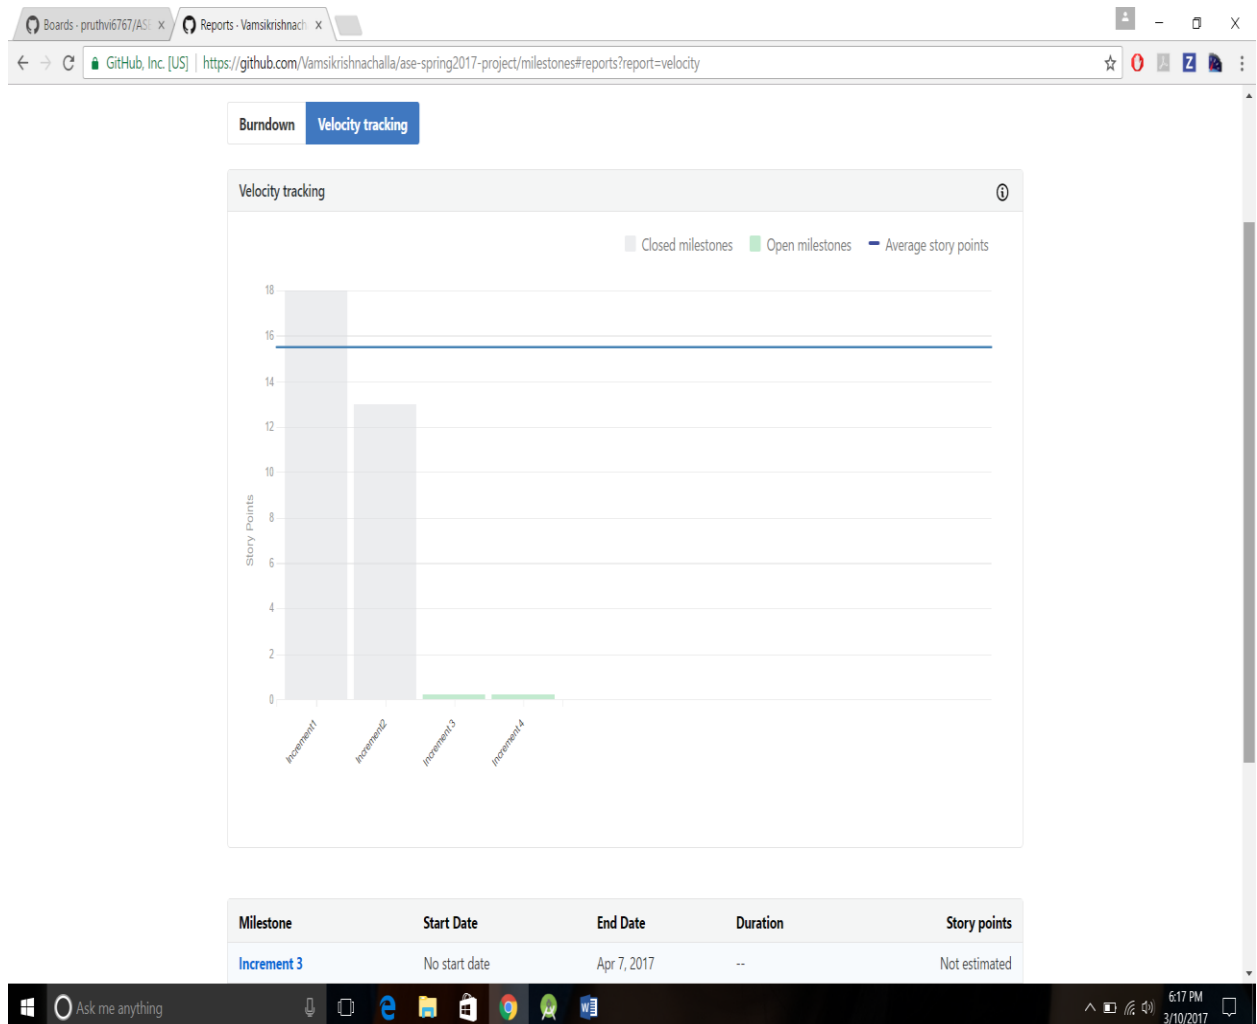 Boards - pruthvi6767/ASE
Reports - Vamsikrishnach
GitHub, Inc. [US] https://github.com/Vamsikrishnachalla/ase-spring2017-project/milestones#reports?report=velocity
Burndown Velocity tracking
Velocity tracking
Closed milestones Open milestones Average story points
18
16
14
12
10
8
6
4
2
0
Story Points
Increment1 Increment2 Increment 3 Increment 4
Milestone Start Date End Date Duration Story points
Increment 3 No start date Apr 7, 2017 -- Not estimated
Ask me anything
6:17 PM
3/10/2017